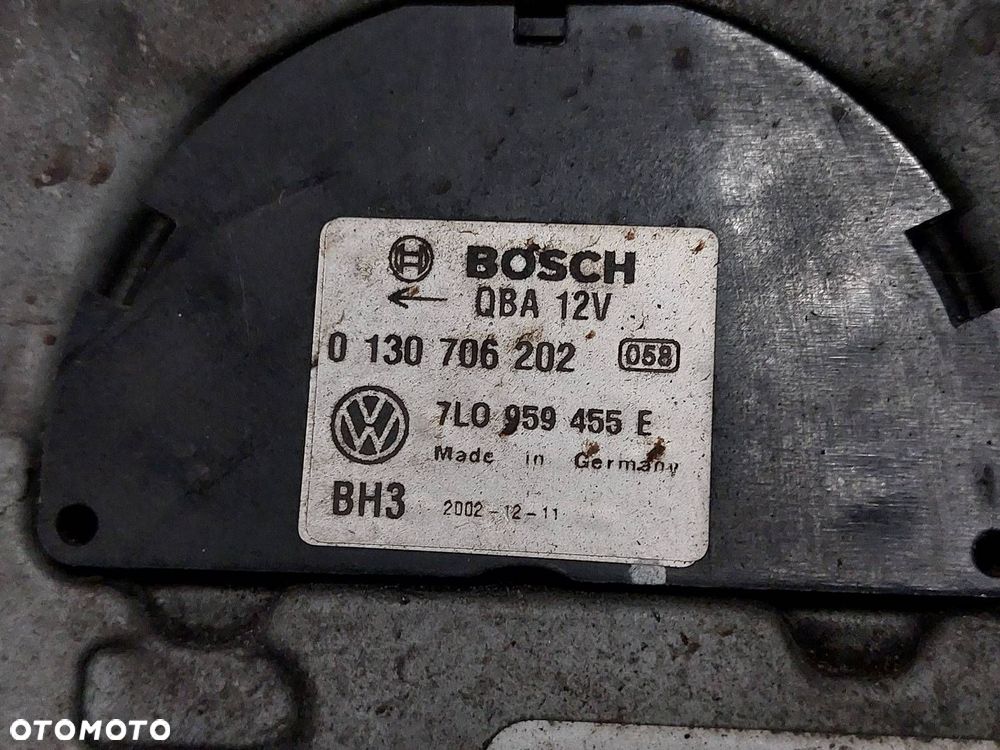 BOSCH
QBA 12V
0 130 706 202 058
7L0 959 455 E
Made in Germany
BH3 2002-12-11
OTOMOTO